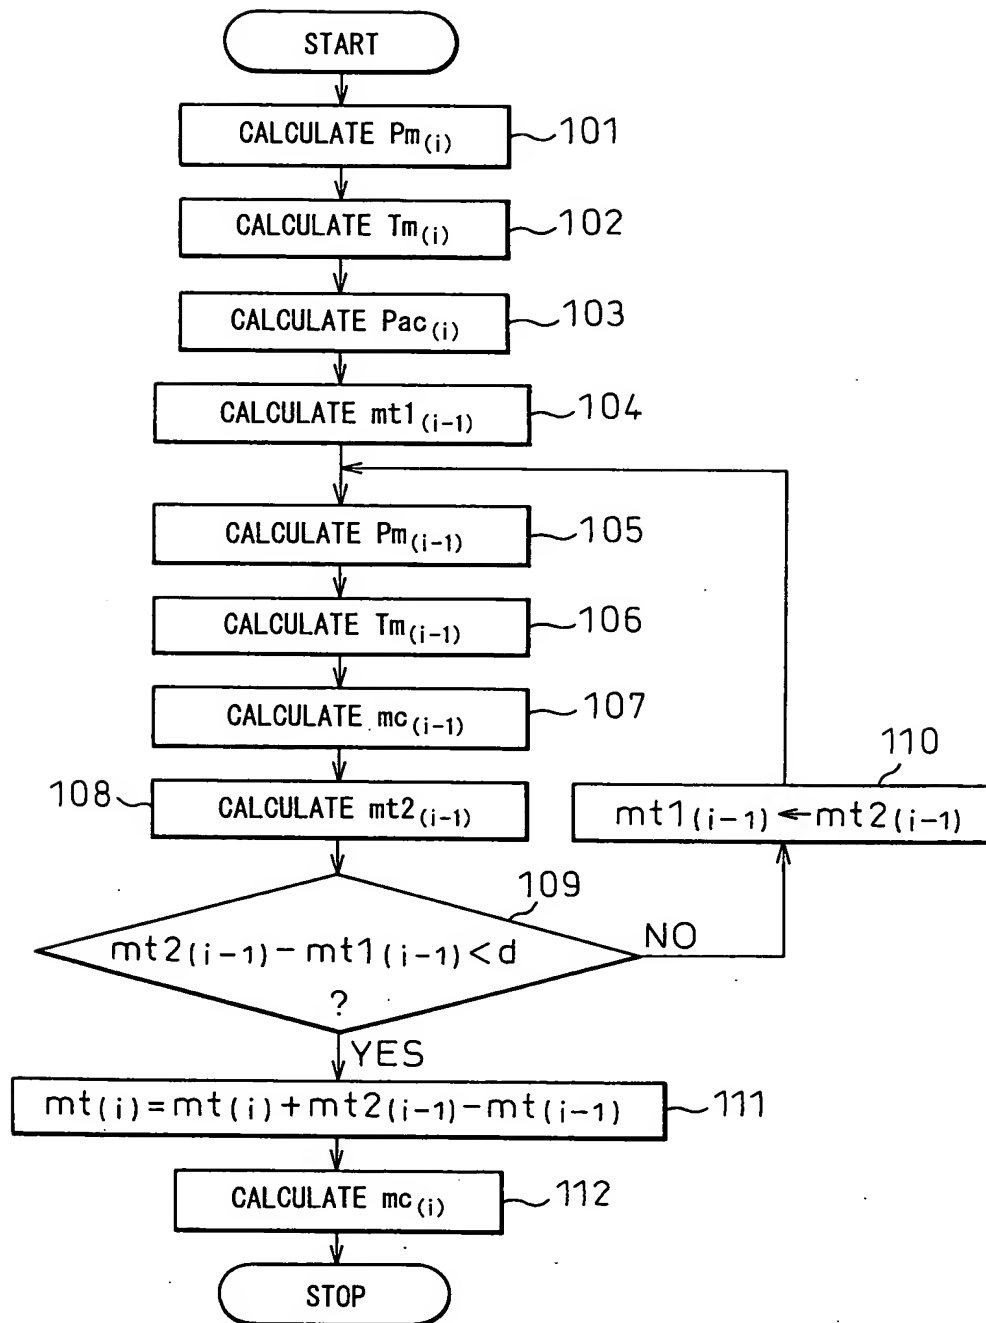 START
CALCULATE Pm(i) 101
CALCULATE Tm(i) 102
CALCULATE Pac(i) 103
CALCULATE mt1(i-1) 104
CALCULATE Pm(i-1) 105
CALCULATE Tm(i-1) 106
CALCULATE mc(i-1) 107
108 CALCULATE mt2(i-1)
110
mt1(i-1)←mt2(i-1)
109
mt2(i-1)-mt1(i-1)<d
?
NO
YES
mt(i)=mt(i)+mt2(i-1)-mt(i-1) 111
CALCULATE mc(i) 112
STOP